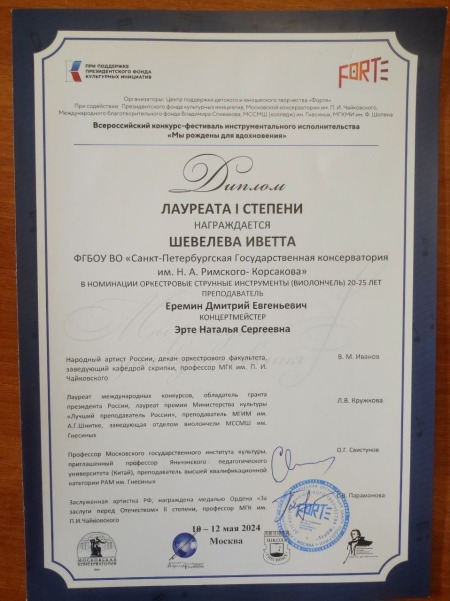 ПРИ ПОДДЕРЖКЕ
ПРЕЗИДЕНТСКОГО ФОНДА
КУЛЬТУРНЫХ ИНИЦИАТИВ
FORTE
Организаторы: Центр поддержки детского и юношеского творчества «Форте»
При содействии Президентского фонда культурных инициатив, Московской консерватории им. П. И. Чайковского,
Международного благотворительного фонда Владимира Спивакова, МССМШ (колледж) им. Гнесиных, МГКМИ им. Ф. Шопена
Всероссийский конкурс-фестиваль инструментального исполнительства
«Мы рождены для вдохновения»
Диплом
ЛАУРЕАТА I СТЕПЕНИ
НАГРАЖДАЕТСЯ
ШЕВЕЛЕВА ИВЕТТА
ФГБОУ ВО «Санкт-Петербургская Государственная консерватория
им. Н. А. Римского- Корсакова»
В НОМИНАЦИИ ОРКЕСТРОВЫЕ СТРУННЫЕ ИНСТРУМЕНТЫ (ВИОЛОНЧЕЛЬ) 20-25 ЛЕТ
ПРЕПОДАВАТЕЛЬ
Еремин Дмитрий Евгеньевич
КОНЦЕРТМЕЙСТЕР
Эрте Наталья Сергеевна
Народный артист России, декан оркестрового факультета,
заведующий кафедрой скрипки, профессор МГК им. П. И.
Чайковского
В. М. Иванов
Лауреат международных конкурсов, обладатель гранта
президента России, лауреат премии Министерства культуры
«Лучший преподаватель России», преподаватель МГИМ им.
А.Г.Шнитке, заведующая отделом виолончели МССМШ им.
Гнесиных
Л.В. Кружкова
Профессор Московского государственного института культуры,
приглашенный профессор Яньчэнского педагогического
университета (Китай), преподаватель высшей квалификационной
категории РАМ им. Гнесиных
О.Г. Свистунов
Заслуженная артистка РФ, награждена медалью Ордена «За
заслуги перед Отечеством» II степени, профессор МГК им.
П.И.Чайковского
Парамонова
FORTE
10 – 12 мая 2024
Москва
МОСКОВСКАЯ
КОНСЕРВАТОРИЯ